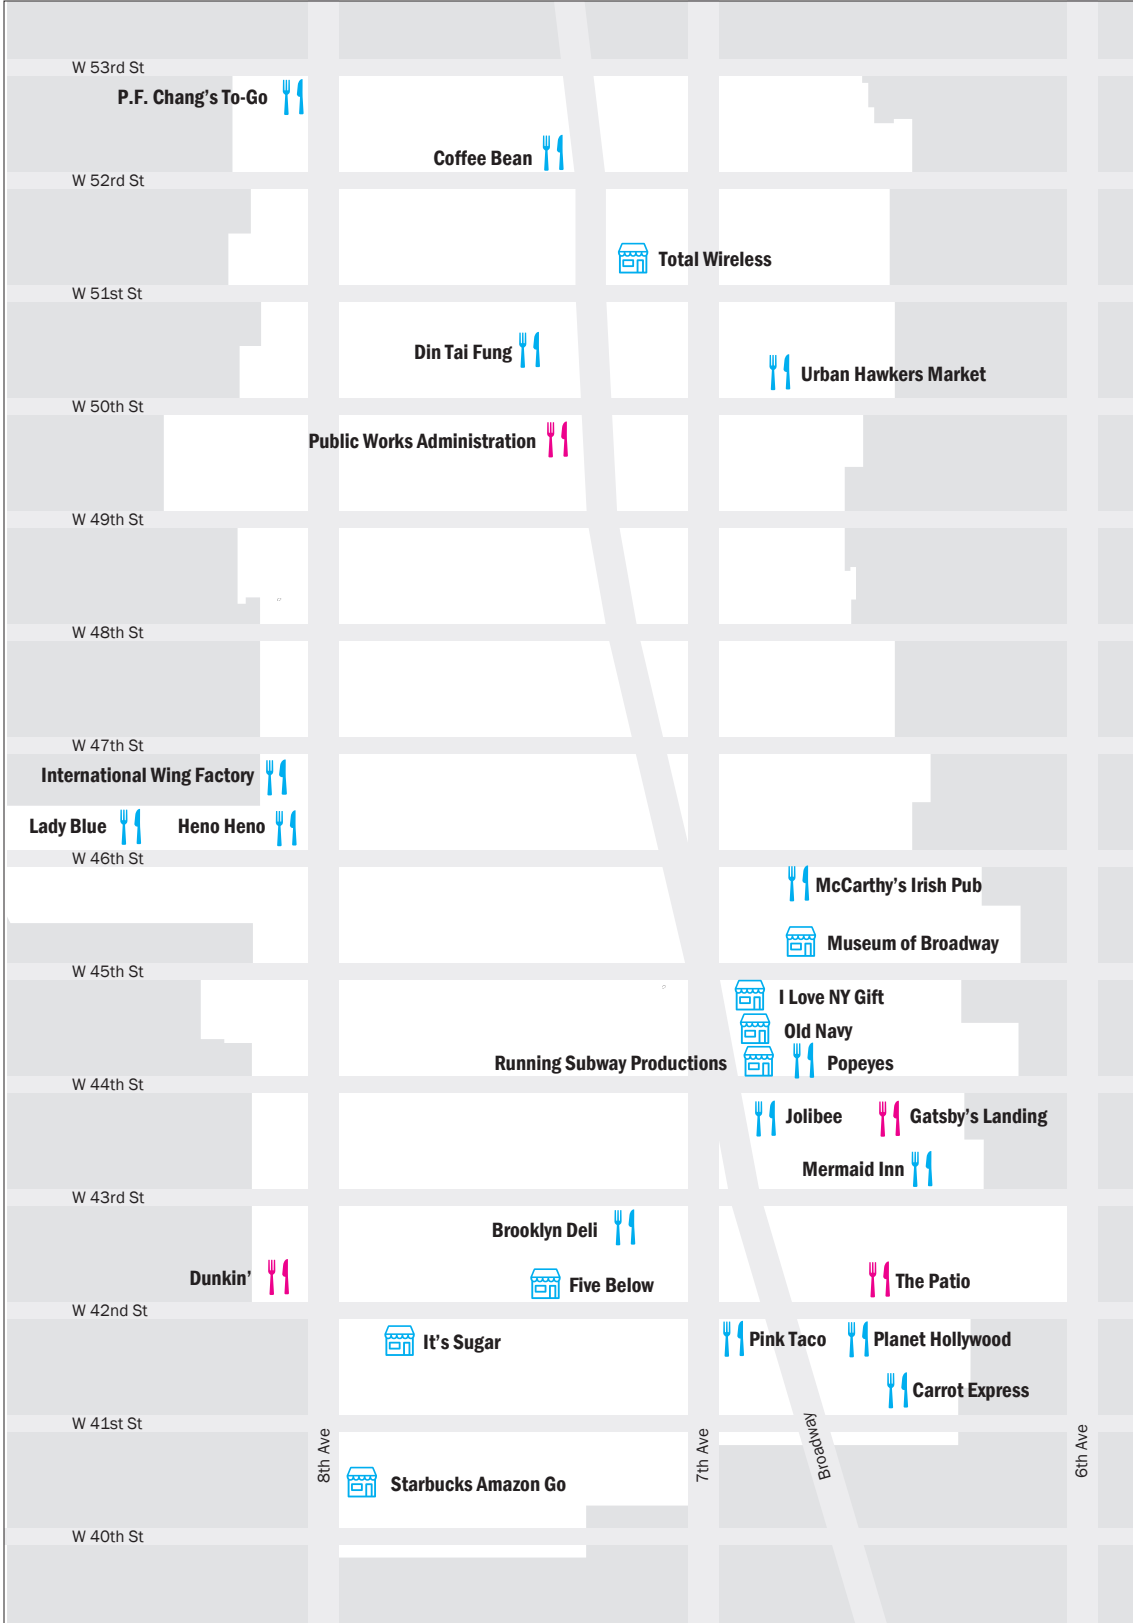 W 53rd St
P.F. Chang's To-Go
Coffee Bean
W 52rd St
Total Wireless
W 51st St
Din Tai Fung
Urban Hawkers Market
W 50th St
Public Works Administration
W 49th St
W 48th St
W 47th St
International Wing Factory
Lady Blue
Heno Heno
W 46th St
McCarthy's Irish Pub
Museum of Broadway
W 45th St
I Love NY Gift
Old Navy
Running Subway Productions
Popeyes
W 44th St
Jolibee
Gatsby's Landing
Mermaid Inn
W 43rd St
Brooklyn Deli
Dunkin'
Five Below
The Patio
W 42nd St
It's Sugar
Pink Taco
Planet Hollywood
Carrot Express
W 41st St
8th Ave
7th Ave
Broadway
6th Ave
Starbucks Amazon Go
W 40th St